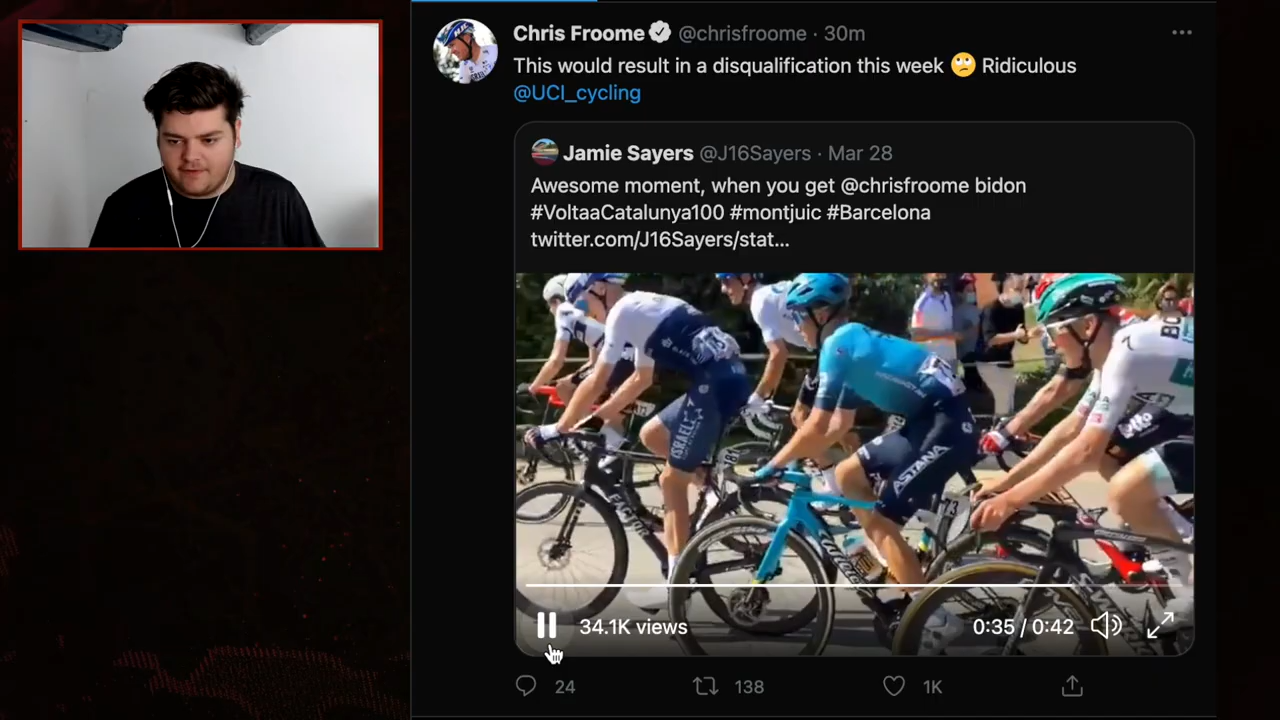 Chris Froome @chrisfroome · 30m
This would result in a disqualification this week 🙄 Ridiculous
@UCI_cycling
Jamie Sayers @J16Sayers · Mar 28
Awesome moment, when you get @chrisfroome bidon
#VoltaaCatalunya100 #montjuic #Barcelona
twitter.com/J16Sayers/stat...
ISRAEL
ASTANA
FACTOR
34.1K views
0:35 / 0:42
24
138
1K